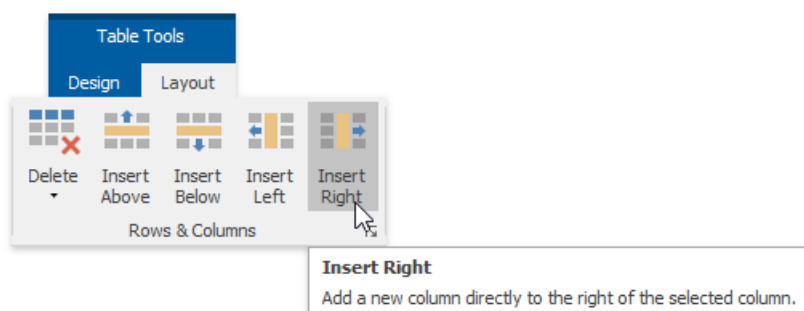 Table Tools
Design Layout
Delete Insert Insert Insert Insert
Above Below Left Right
Rows & Columns
Insert Right
Add a new column directly to the right of the selected column.